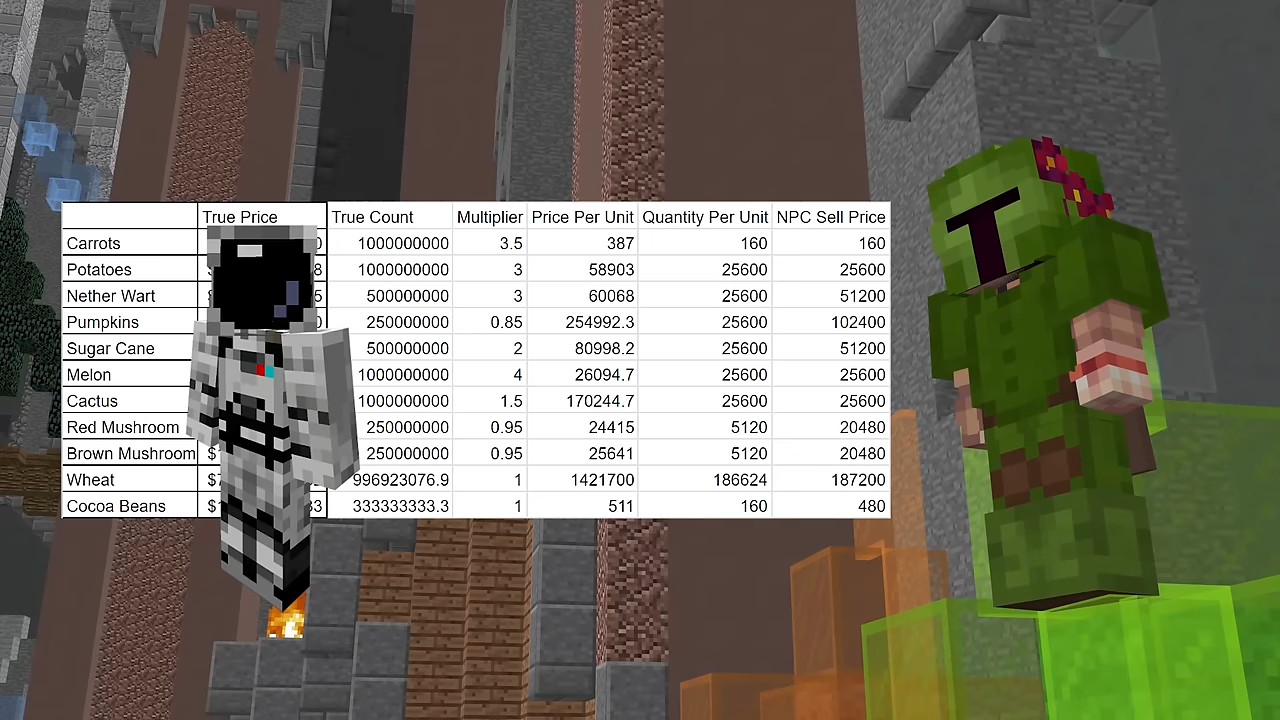 True Price True Count Multiplier Price Per Unit Quantity Per Unit NPC Sell Price
Carrots 0 1000000000 3.5 387 160 160
Potatoes 8 1000000000 3 58903 25600 25600
Nether Wart 5 500000000 3 60068 25600 51200
Pumpkins 250000000 0.85 254992.3 25600 102400
Sugar Cane 500000000 2 80998.2 25600 51200
Melon 1000000000 4 26094.7 25600 25600
Cactus 1000000000 1.5 170244.7 25600 25600
Red Mushroom 250000000 0.95 24415 5120 20480
Brown Mushroom $ 250000000 0.95 25641 5120 20480
Wheat $7 996923076.9 1 1421700 186624 187200
Cocoa Beans $ 33 333333333.3 1 511 160 480